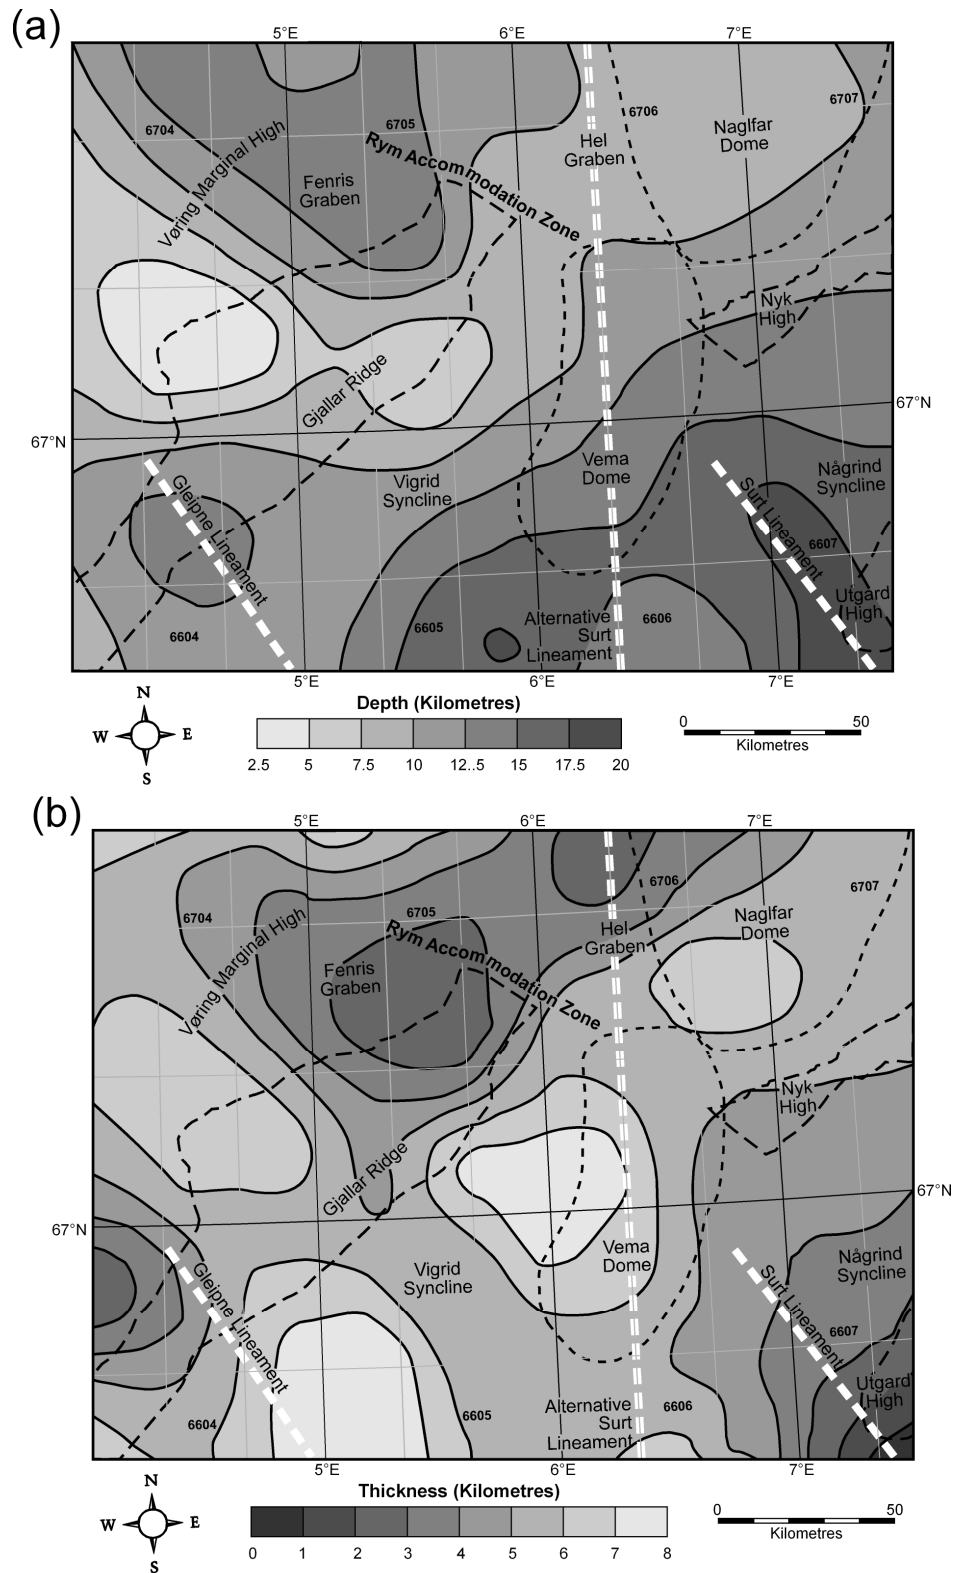 (a)
5°E
6°E
7°E
6704
6705
6706
6707
Vøring Marginal High
Rym Accommodation Zone
Hel
Graben
Naglfar
Dome
Fenris
Graben
Nyk
High
Gjallar Ridge
67°N
67°N
Vigrid
Syncline
Vema
Dome
Någrind
Syncline
Gleipne Lineament
Surt Lineament
6607
Utgard
High
6604
6605
Alternative
Surt
Lineament
6606
5°E
6°E
7°E
N
W
E
S
Depth (Kilometres)
2.5 5 7.5 10 12..5 15 17.5 20
0 50
Kilometres
(b)
5°E
6°E
7°E
6704
6705
6706
6707
Vøring Marginal High
Rym Accommodation Zone
Hel
Graben
Naglfar
Dome
Fenris
Graben
Nyk
High
Gjallar Ridge
67°N
67°N
Vigrid
Syncline
Vema
Dome
Någrind
Syncline
Gleipne Lineament
Surt Lineament
6607
Utgard
High
6604
6605
Alternative
Surt
Lineament
6606
5°E
6°E
7°E
N
W
E
S
Thickness (Kilometres)
0 1 2 3 4 5 6 7 8
0 50
Kilometres